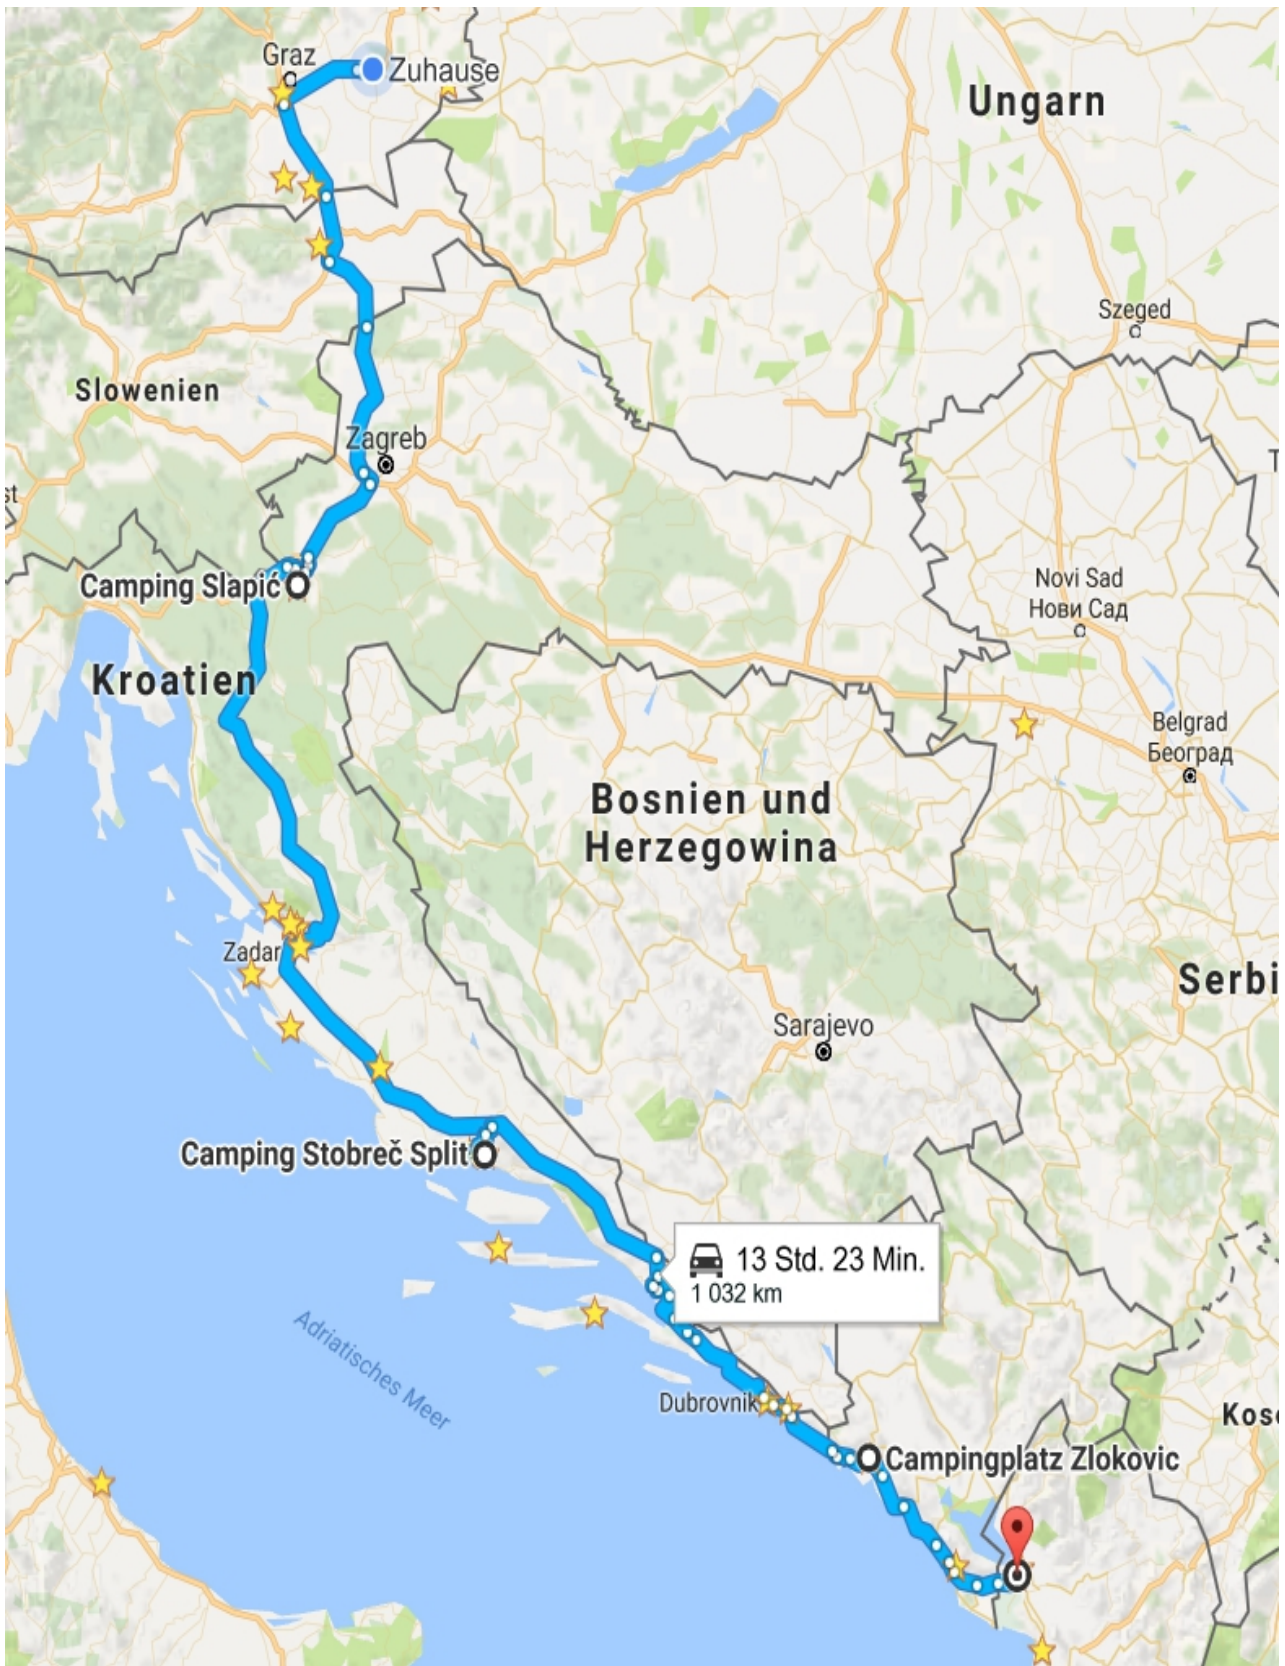 Graz
Zuhause
Ungarn
Szeged
Slowenien
Zagreb
Novi Sad
Нови Сад
Camping Slapić
Kroatien
Belgrad
Београд
Bosnien und
Herzegowina
Zadar
Serbi
Sarajevo
Camping Stobreč Split
13 Std. 23 Min.
1 032 km
Adriatisches Meer
Dubrovnik
Kos
Campingplatz Zlokovic